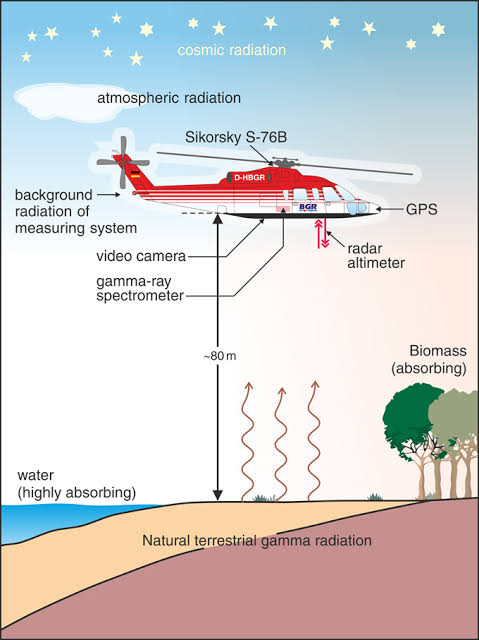 cosmic radiation
atmospheric radiation
Sikorsky S-76B
D-HBGR
background
radiation of
measuring system
BGR
GPS
video camera
radar
altimeter
gamma-ray
spectrometer
~80 m
Biomass
(absorbing)
water
(highly absorbing)
Natural terrestrial gamma radiation